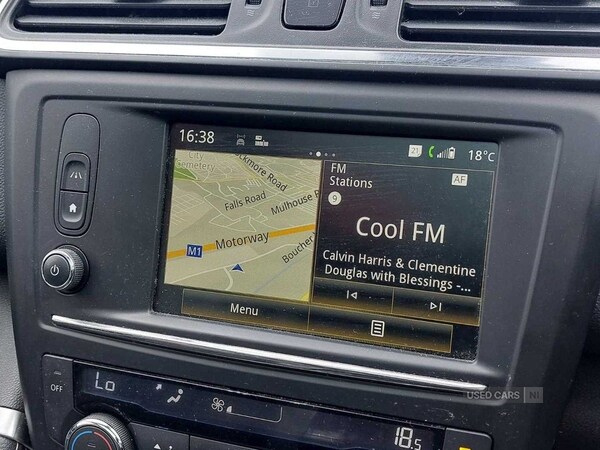 16:38
21
18°C
City
Cemetery
Falls Road
Mulhouse
M1
Motorway
Boucher
FM
Stations
AF
9
Cool FM
Calvin Harris & Clementine
Douglas with Blessings -...
Menu
OFF
Lo
18.5
USED CARS NI